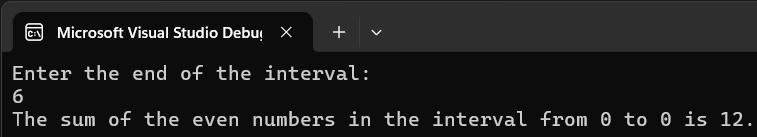 Microsoft Visual Studio Debu
Enter the end of the interval:
6
The sum of the even numbers in the interval from 0 to 0 is 12.